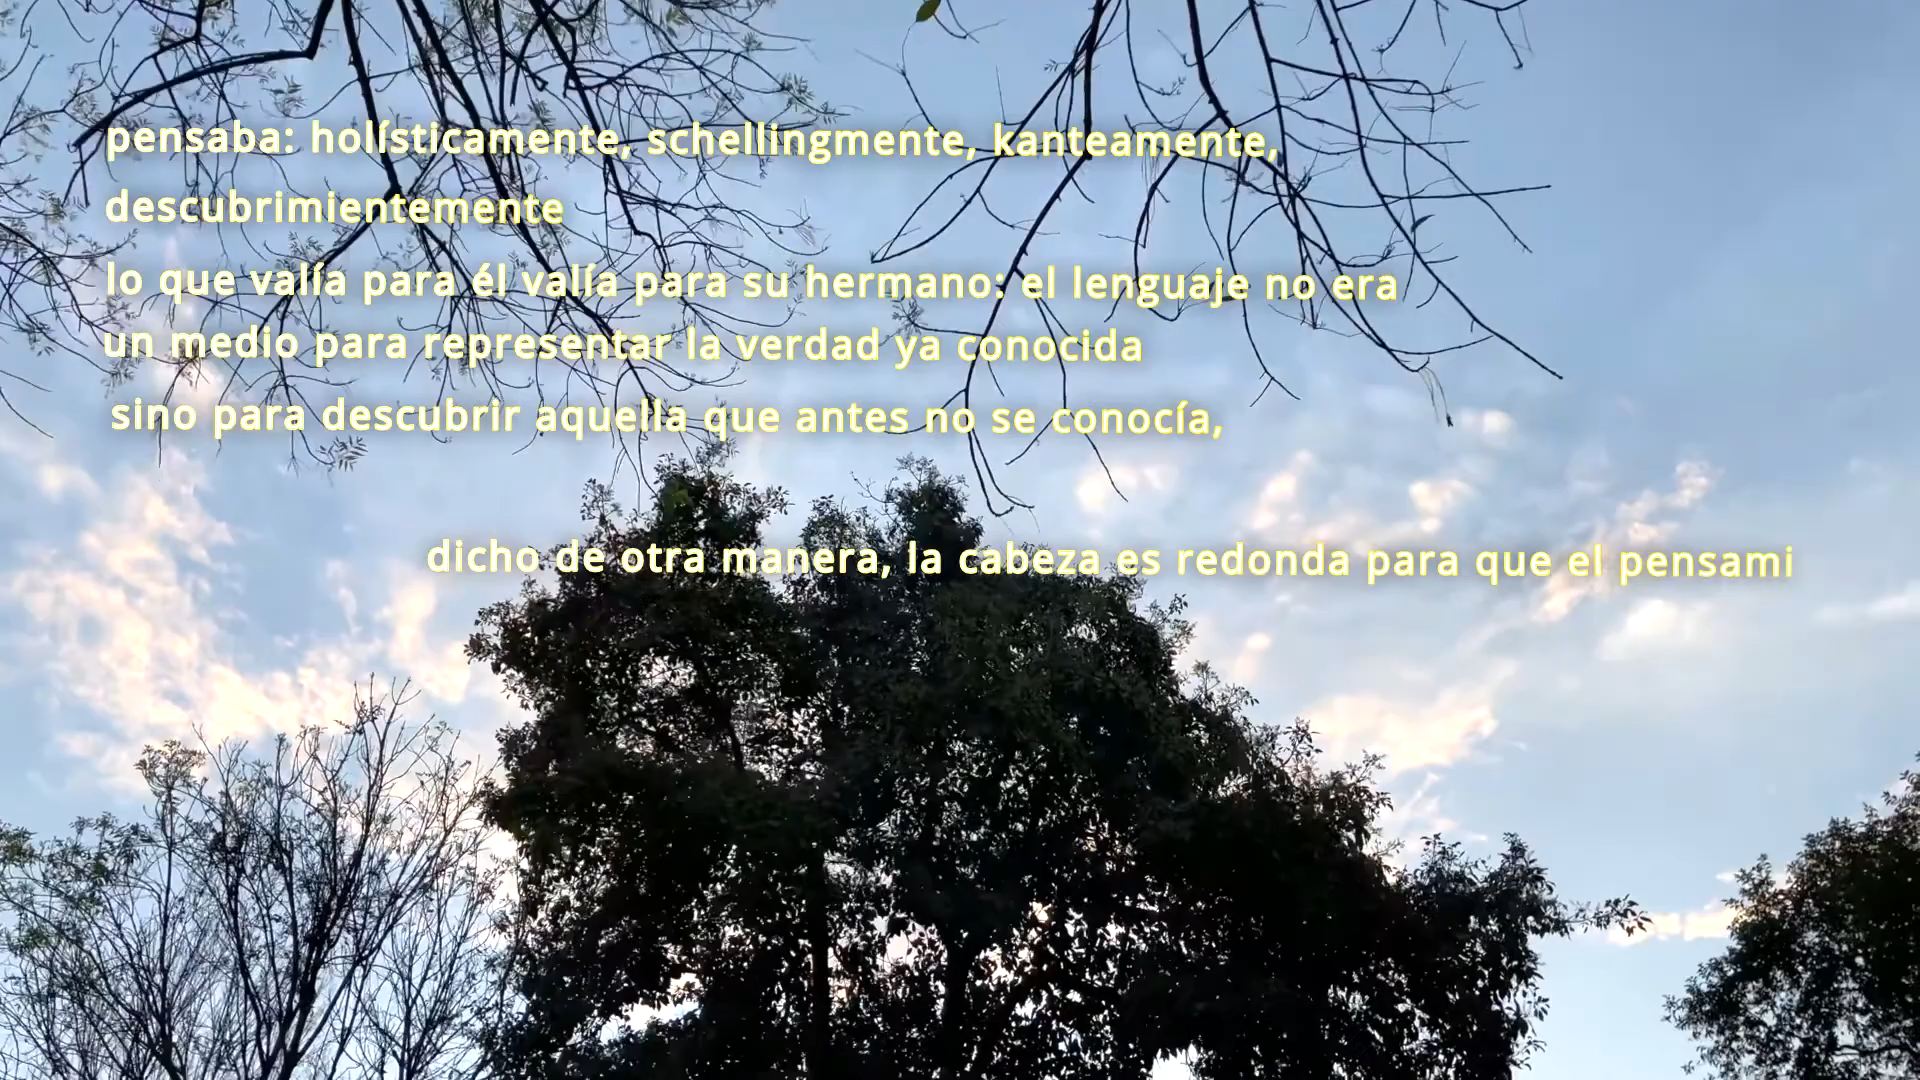 pensaba: holísticamente, schellingmente, kanteamente,
descubrimientemente
lo que valía para él valía para su hermano: el lenguaje no era
un medio para representar la verdad ya conocida
sino para descubrir aquella que antes no se conocía,
dicho de otra manera, la cabeza es redonda para que el pensami